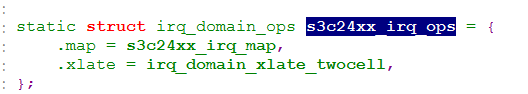 static struct irq_domain_ops s3c24xx_irq_ops = {
    .map = s3c24xx_irq_map,
    .xlate = irq_domain_xlate_twocell,
};